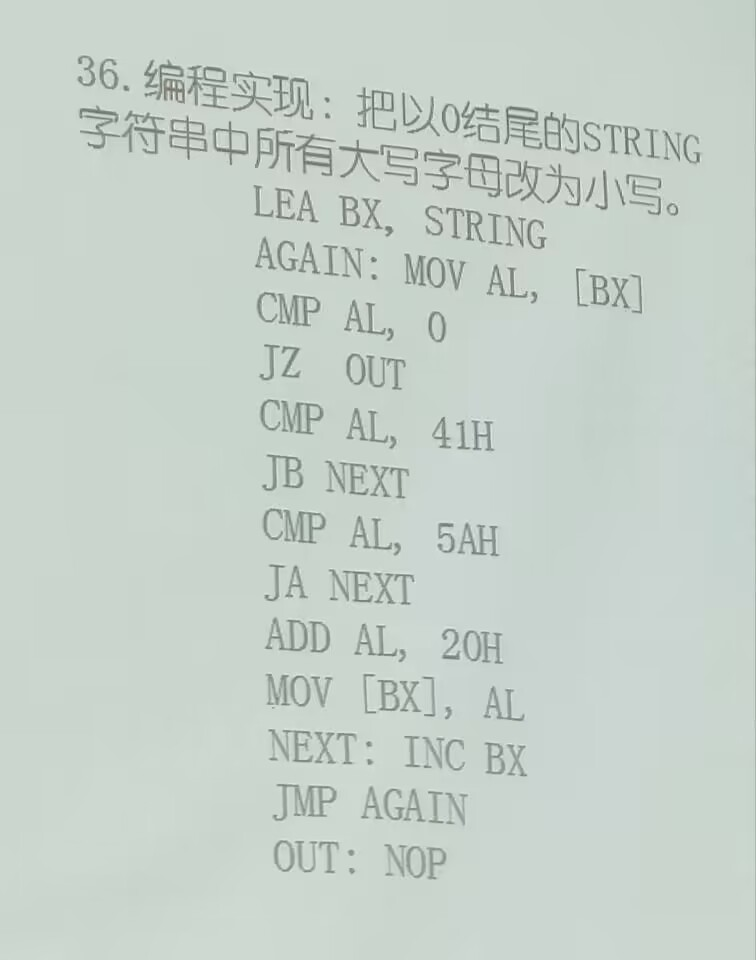 36.编程实现：把以0结尾的STRING
字符串中所有大写字母改为小写。
LEA BX, STRING
AGAIN: MOV AL, [BX]
CMP AL, 0
JZ OUT
CMP AL, 41H
JB NEXT
CMP AL, 5AH
JA NEXT
ADD AL, 20H
MOV [BX], AL
NEXT: INC BX
JMP AGAIN
OUT: NOP